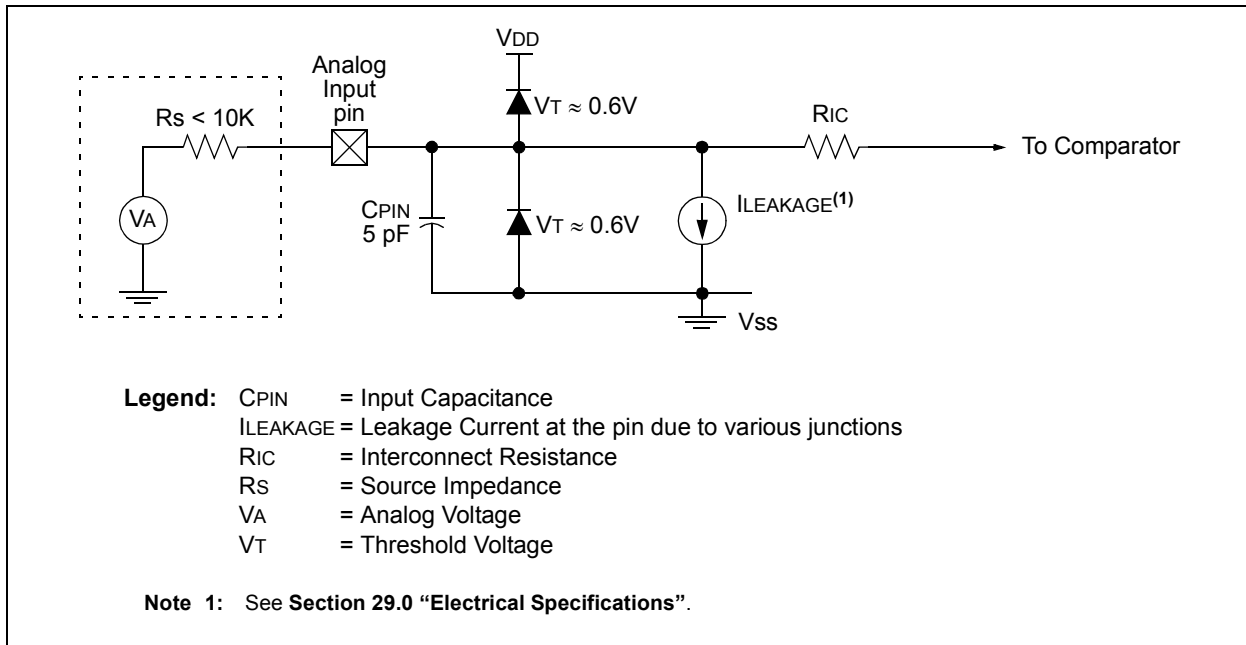 VDD
Analog
Input
pin
VT ≈ 0.6V
Rs < 10K
RIC
To Comparator
VA
CPIN
5 pF
VT ≈ 0.6V
ILEAKAGE(1)
Vss
Legend: CPIN = Input Capacitance
ILEAKAGE = Leakage Current at the pin due to various junctions
RIC = Interconnect Resistance
RS = Source Impedance
VA = Analog Voltage
VT = Threshold Voltage
Note 1: See Section 29.0 “Electrical Specifications”.